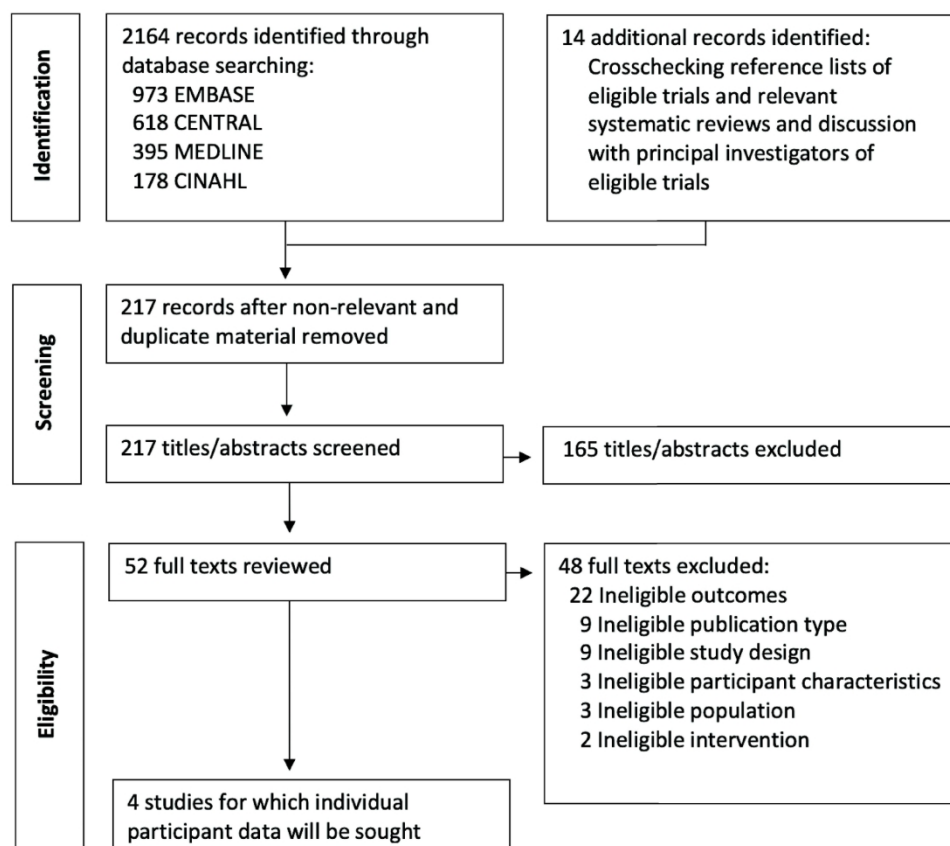 Identification
2164 records identified through
database searching:
973 EMBASE
618 CENTRAL
395 MEDLINE
178 CINAHL
14 additional records identified:
Crosschecking reference lists of
eligible trials and relevant
systematic reviews and discussion
with principal investigators of
eligible trials
Screening
217 records after non-relevant and
duplicate material removed
217 titles/abstracts screened
165 titles/abstracts excluded
Eligibility
52 full texts reviewed
48 full texts excluded:
22 Ineligible outcomes
9 Ineligible publication type
9 Ineligible study design
3 Ineligible participant characteristics
3 Ineligible population
2 Ineligible intervention
4 studies for which individual
participant data will be sought